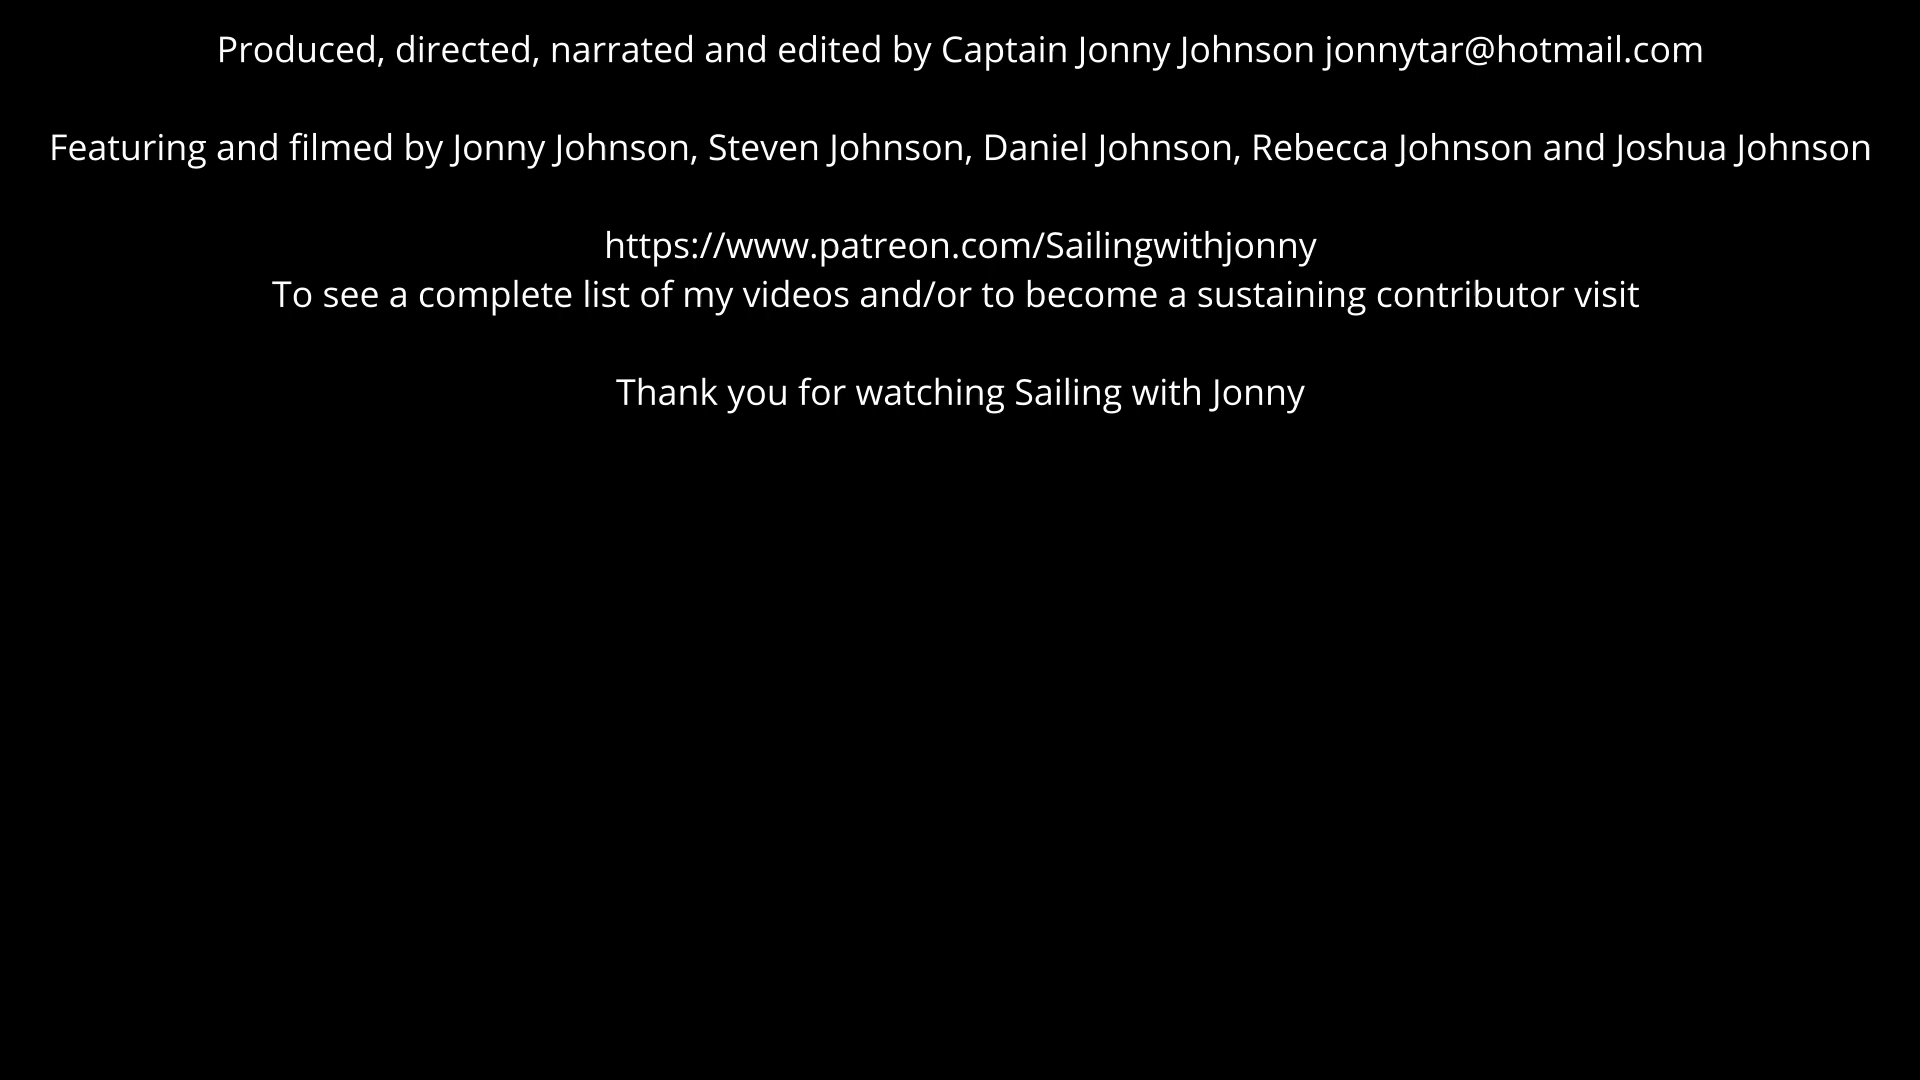 Produced, directed, narrated and edited by Captain Jonny Johnson jonnytar@hotmail.com
Featuring and filmed by Jonny Johnson, Steven Johnson, Daniel Johnson, Rebecca Johnson and Joshua Johnson
https://www.patreon.com/Sailingwithjonny
To see a complete list of my videos and/or to become a sustaining contributor visit
Thank you for watching Sailing with Jonny